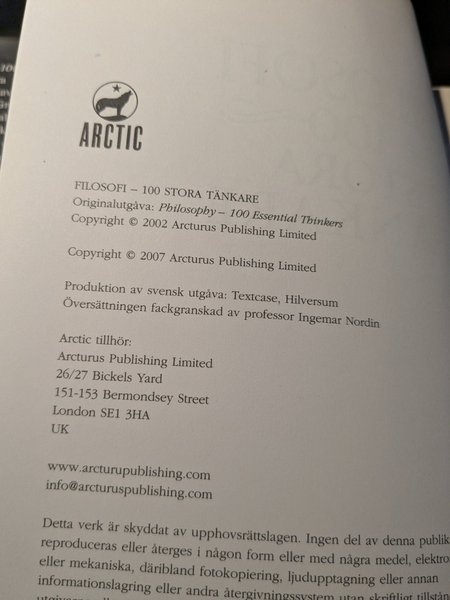 ARCTIC
FILOSOFI – 100 STORA TÄNKARE
Originalutgåva: Philosophy – 100 Essential Thinkers
Copyright © 2002 Arcturus Publishing Limited
Copyright © 2007 Arcturus Publishing Limited
Produktion av svensk utgåva: Textcase, Hilversum
Översättningen fackgranskad av professor Ingemar Nordin
Arctic tillhör:
Arcturus Publishing Limited
26/27 Bickels Yard
151-153 Bermondsey Street
London SE1 3HA
UK
www.arcturupublishing.com
info@arcturuspublishing.com
Detta verk är skyddat av upphovsrättslagen. Ingen del av denna publik
reproduceras eller återges i någon form eller med några medel, elektro
eller mekaniska, däribland fotokopiering, ljudupptagning eller annan
informationslagring eller andra återgivningssystem utan skriftligt tillstån